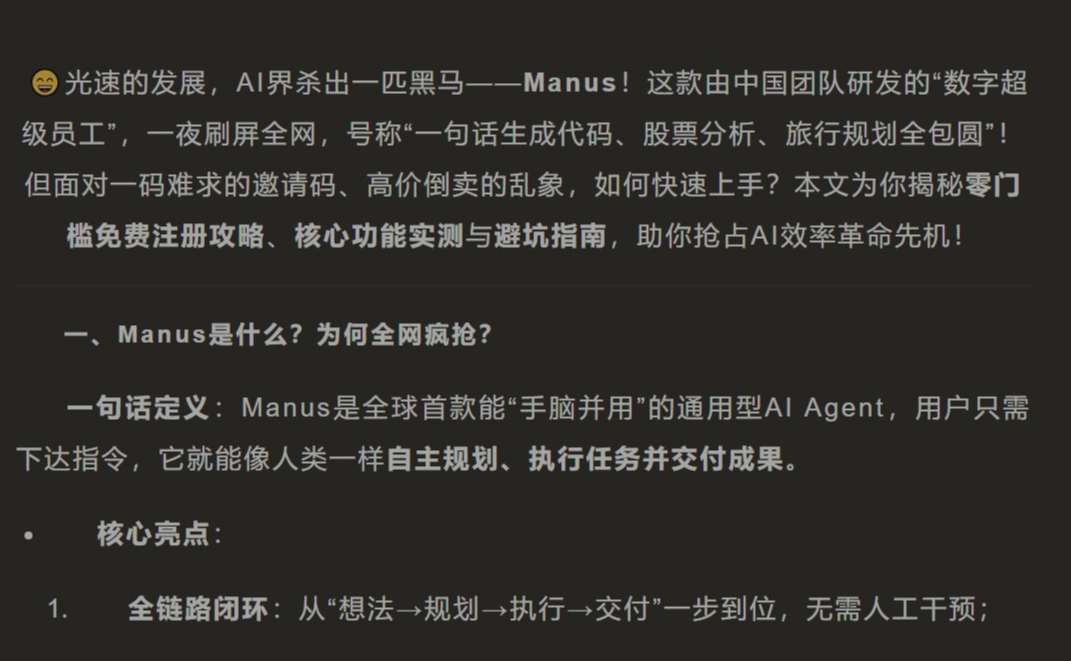 😄光速的发展，AI界杀出一匹黑马——Manus！这款由中国团队研发的“数字超
级员工”，一夜刷屏全网，号称“一句话生成代码、股票分析、旅行规划全包圆”！
但面对一码难求的邀请码、高价倒卖的乱象，如何快速上手？本文为你揭秘零门
槛免费注册攻略、核心功能实测与避坑指南，助你抢占AI效率革命先机！
一、Manus是什么？为何全网疯抢？
一句话定义：Manus是全球首款能“手脑并用”的通用型AI Agent，用户只需
下达指令，它就能像人类一样自主规划、执行任务并交付成果。
• 核心亮点：
1. 全链路闭环：从“想法→规划→执行→交付”一步到位，无需人工干预；